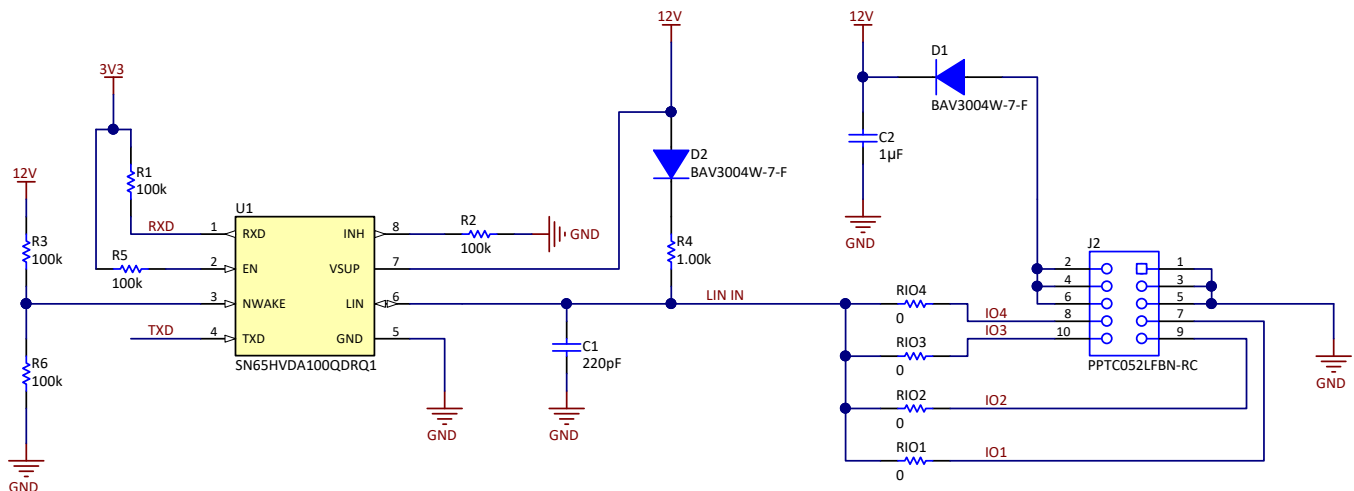 12V
12V
D1
3V3
BAV3004W-7-F
C2
1µF
D2
BAV3004W-7-F
R1
100k
12V
U1
RXD
1
RXD
INH
8
R2
100k
GND
GND
R3
100k
R5
100k
2
EN
VSUP
7
R4
1.00k
J2
2
1
4
3
3
NWAKE
LIN
6
LIN IN
RIO4
0
6
5
IO4
8
7
TXD
4
TXD
GND
5
C1
220pF
IO3
10
9
RIO3
0
SN65HVDA100QDRQ1
PPTC052LFBN-RC
R6
100k
GND
RIO2
0
IO2
GND
GND
RIO1
0
IO1
GND